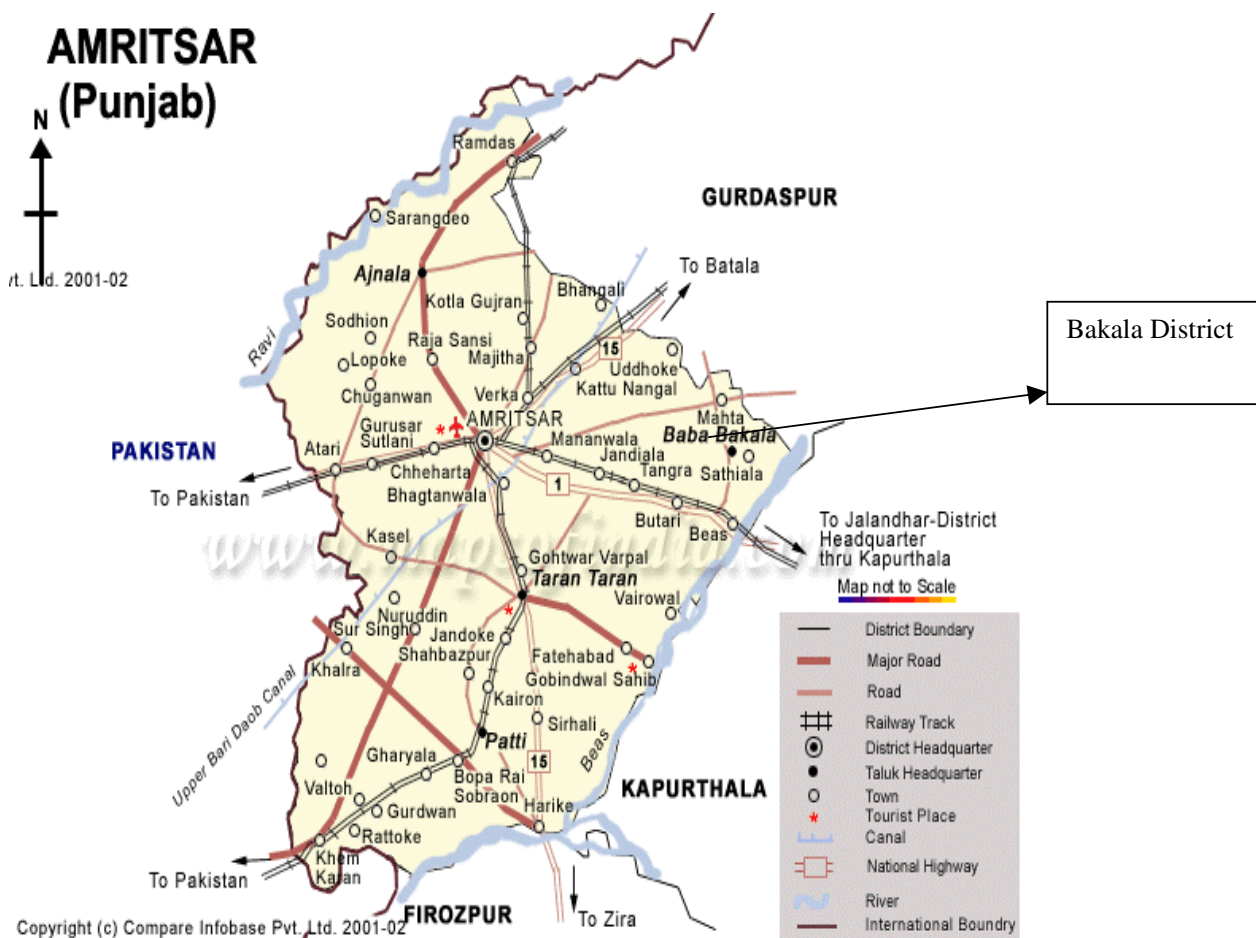 AMRITSAR
(Punjab)
N
vt. Ltd. 2001-02
Ramdas
GURDASPUR
Sarangdeo
Ajnala
To Batala
Bhangali
Kotla Gujran
Sodhion
Raja Sansi
15
Ravi
Lopoke
Majitha
Uddhoke
Kattu Nangal
Chuganwan
Verka
Mahta
Bakala District
AMRITSAR
Gurusar
Sutlani
Baba Bakala
PAKISTAN
Atari
Mananwala
Jandiala
Sathiala
Chheharta
Tangra
To Pakistan
Bhagtanwala
1
Butari
Beas
To Jalandhar-District
Headquarter
thru Kapurthala
Kasel
www.mapsofindia.com
Gohtwar Varpal
Taran Taran
Map not to Scale
Nuruddin
Vairowal
Sur Singh
Jandoke
Shahbazpur
Khalra
Fatehabad
Gobindwal Sahib
Kairon
Upper Bari Daob Canal
Sirhali
Patti
Beas
Gharyala
15
Bopa Rai
Sobraon
KAPURTHALA
Valtoh
Harike
Gurdwan
Rattoke
Khem
Karan
To Pakistan
FIROZPUR
To Zira
District Boundary
Major Road
Road
Railway Track
District Headquarter
Taluk Headquarter
Town
Tourist Place
Canal
National Highway
River
International Boundry
Copyright (c) Compare Infobase Pvt. Ltd. 2001-02